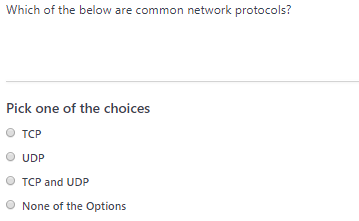 Which of the below are common network protocols?
Pick one of the choices
TCP
UDP
TCP and UDP
None of the Options